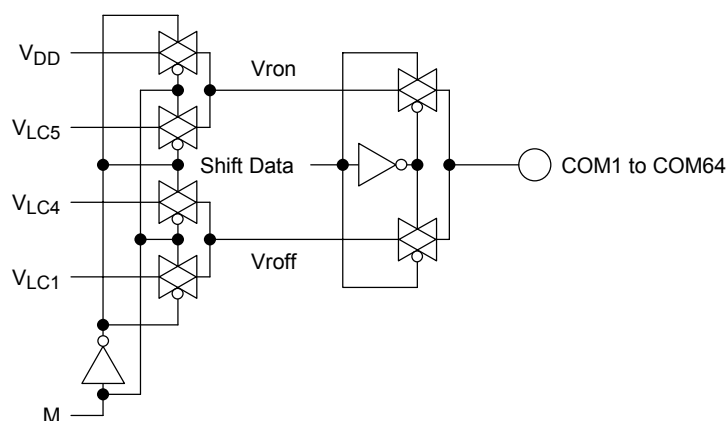 VDD
Vron
VLC5
Shift Data
COM1 to COM64
VLC4
Vroff
VLC1
M